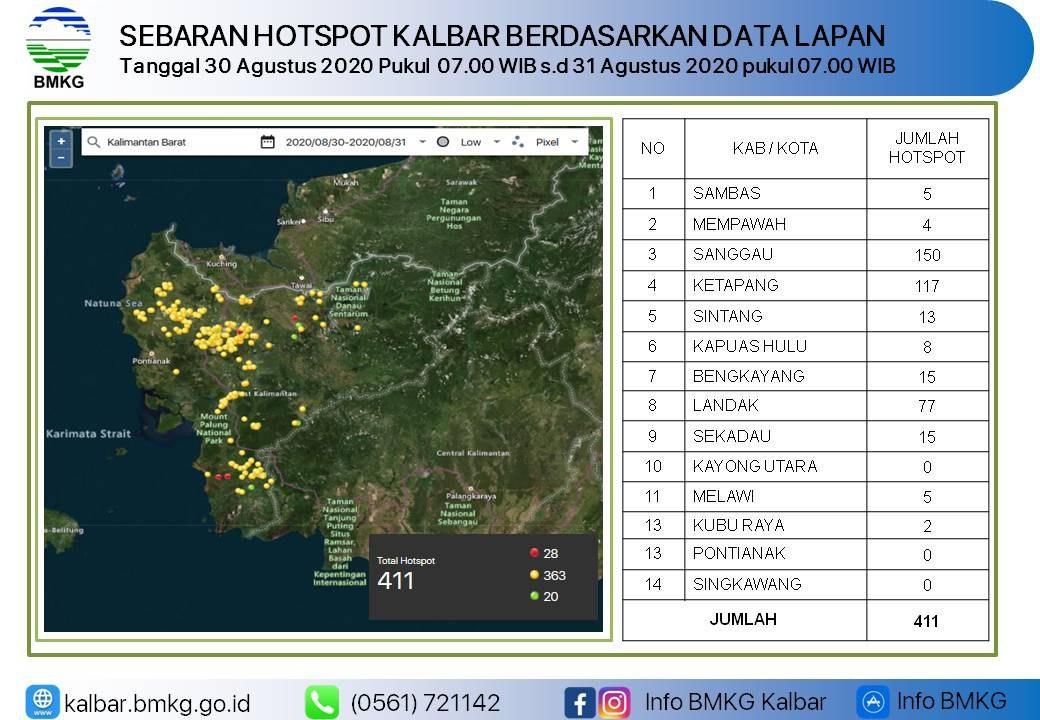 BMKG
SEBARAN HOTSPOT KALBAR BERDASARKAN DATA LAPAN
Tanggal 30 Agustus 2020 Pukul 07.00 WIB s.d 31 Agustus 2020 pukul 07.00 WIB
+
−
Kalimantan Barat
2020/08/30-2020/08/31
Low
Pixel
Mukah
Sarawak
Taman
Negara
Pergunungan
Hos
Sarikei
Sibu
Kuching
Tawai
Taman
Nasional
Danau
Sentarum
Taman
Nasional
Betung
Kerihun
Natuna Sea
Pontianak
st Kalimantan
Mount
Palung
National
Park
Karimata Strait
Central Kalimantan
Palangkaraya
Taman
Nasional
Sebangau
Taman
Nasional
Tanjung
Puting
Situs
Ramsar,
Lahan
Basah
dari
Kepentingan
Internasional
a-Belifung
Total Hotspot
411
28
363
20
NO KAB / KOTA JUMLAH HOTSPOT
1 SAMBAS 5
2 MEMPAWAH 4
3 SANGGAU 150
4 KETAPANG 117
5 SINTANG 13
6 KAPUAS HULU 8
7 BENGKAYANG 15
8 LANDAK 77
9 SEKADAU 15
10 KAYONG UTARA 0
11 MELAWI 5
13 KUBU RAYA 2
13 PONTIANAK 0
14 SINGKAWANG 0
JUMLAH 411
kalbar.bmkg.go.id
(0561) 721142
Info BMKG Kalbar
Info BMKG